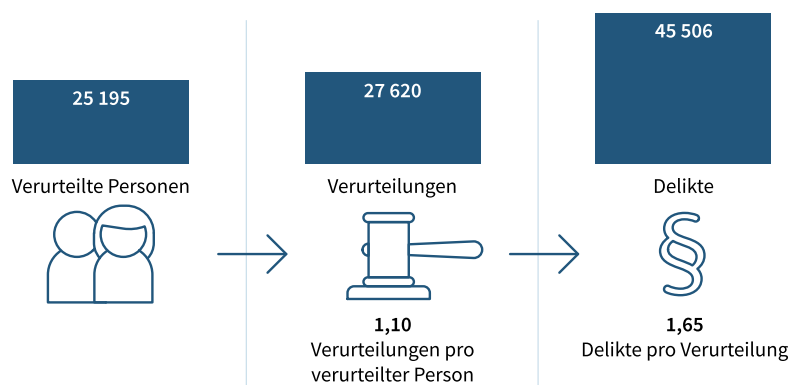 25 195
Verurteilte Personen
27 620
Verurteilungen
1,10
Verurteilungen pro
verurteilter Person
45 506
Delikte
§
1,65
Delikte pro Verurteilung